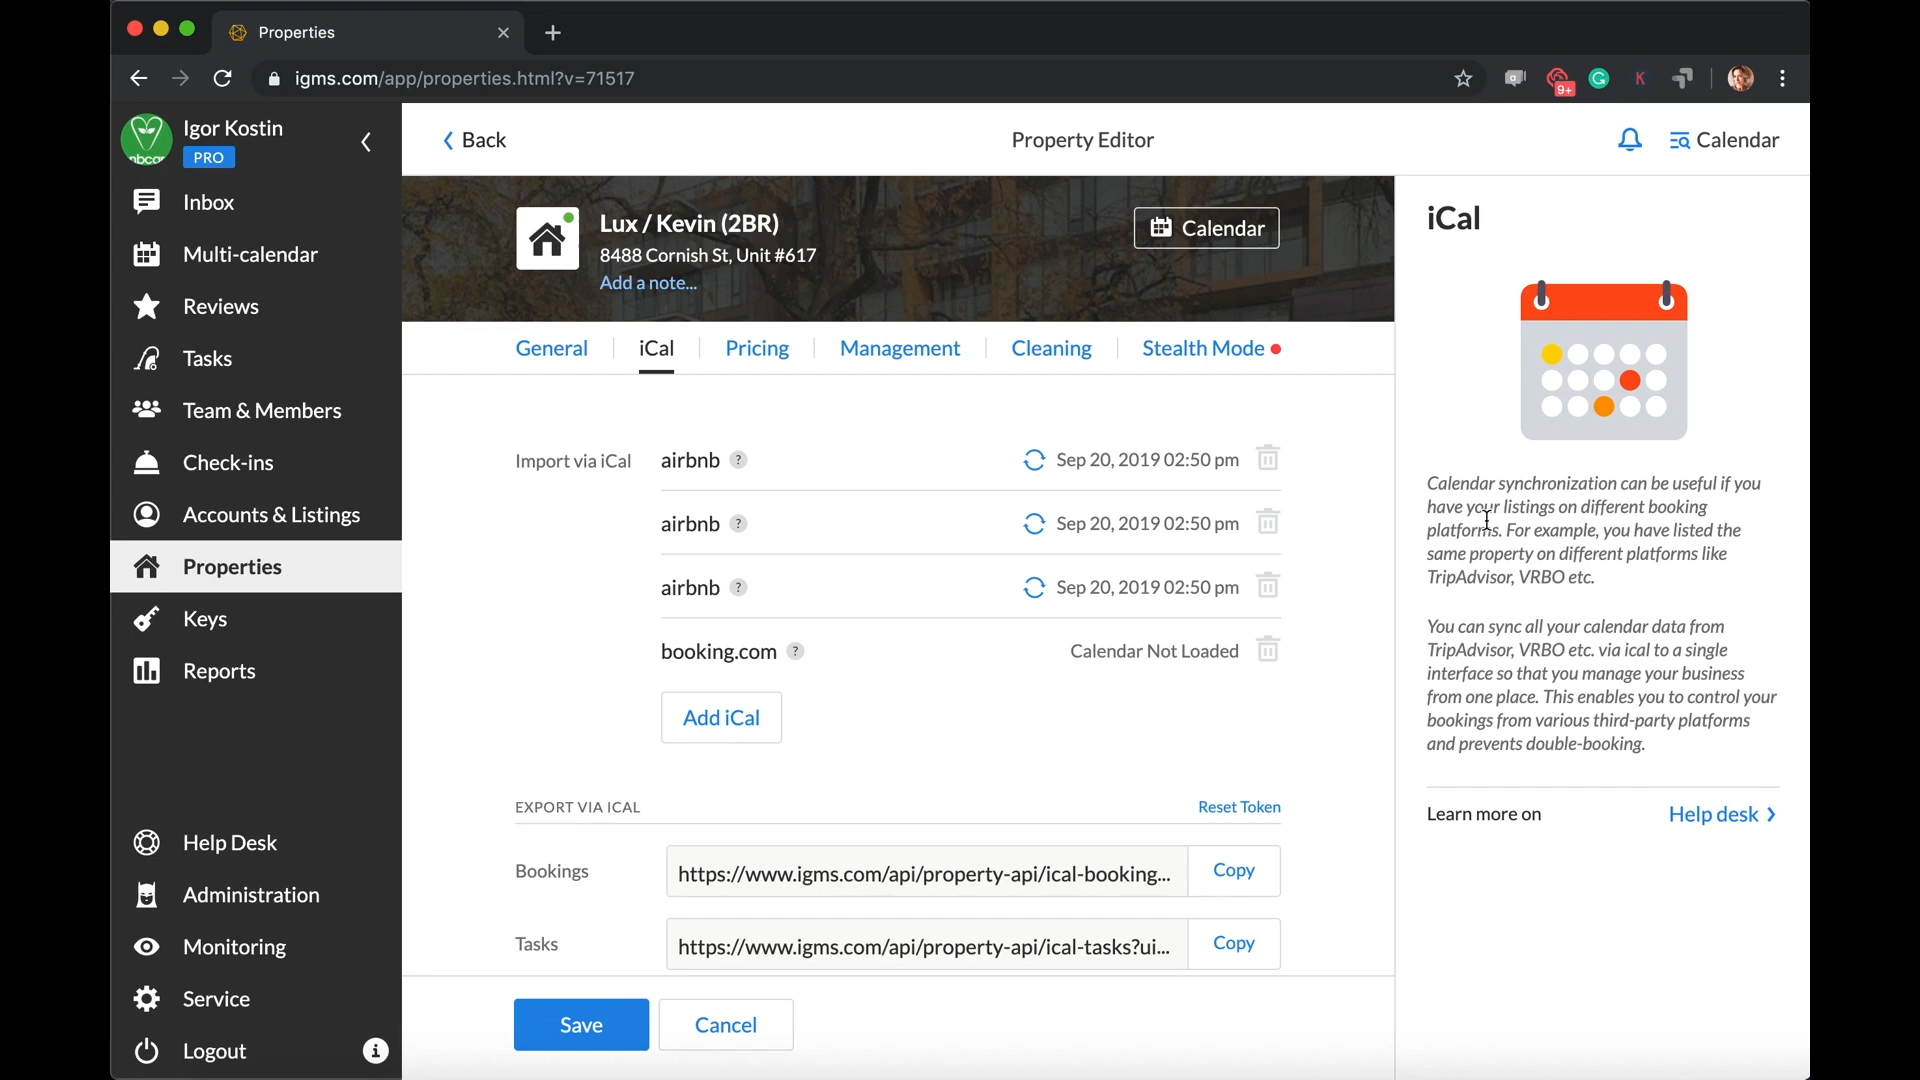 Properties
igms.com/app/properties.html?v=71517
9+
K
Igor Kostin
PRO
Inbox
Multi-calendar
Reviews
Tasks
Team & Members
Check-ins
Accounts & Listings
Properties
Keys
Reports
Help Desk
Administration
Monitoring
Service
Logout
Back
Property Editor
Calendar
Lux / Kevin (2BR)
8488 Cornish St, Unit #617
Add a note...
Calendar
General
iCal
Pricing
Management
Cleaning
Stealth Mode
Import via iCal
airbnb ? Sep 20, 2019 02:50 pm
airbnb ? Sep 20, 2019 02:50 pm
airbnb ? Sep 20, 2019 02:50 pm
booking.com ? Calendar Not Loaded
Add iCal
EXPORT VIA ICAL
Reset Token
Bookings
https://www.igms.com/api/property-api/ical-booking...
Copy
Tasks
https://www.igms.com/api/property-api/ical-tasks?ui...
Copy
Save
Cancel
iCal
Calendar synchronization can be useful if you
have your listings on different booking
platforms. For example, you have listed the
same property on different platforms like
TripAdvisor, VRBO etc.
You can sync all your calendar data from
TripAdvisor, VRBO etc. via ical to a single
interface so that you manage your business
from one place. This enables you to control your
bookings from various third-party platforms
and prevents double-booking.
Learn more on
Help desk